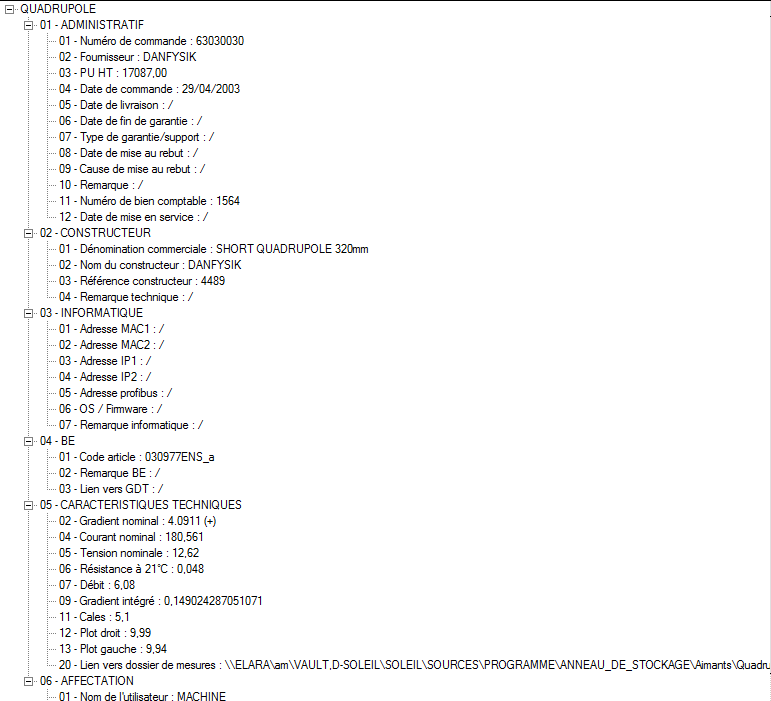 QUADRUPOLE
01 - ADMINISTRATIF
01 - Numéro de commande : 63030030
02 - Fournisseur : DANFYSIK
03 - PU HT : 17087,00
04 - Date de commande : 29/04/2003
05 - Date de livraison : /
06 - Date de fin de garantie : /
07 - Type de garantie/support : /
08 - Date de mise au rebut : /
09 - Cause de mise au rebut : /
10 - Remarque : /
11 - Numéro de bien comptable : 1564
12 - Date de mise en service : /
02 - CONSTRUCTEUR
01 - Dénomination commerciale : SHORT QUADRUPOLE 320mm
02 - Nom du constructeur : DANFYSIK
03 - Référence constructeur : 4489
04 - Remarque technique : /
03 - INFORMATIQUE
01 - Adresse MAC1 : /
02 - Adresse MAC2 : /
03 - Adresse IP1 : /
04 - Adresse IP2 : /
05 - Adresse profibus : /
06 - OS / Firmware : /
07 - Remarque informatique : /
04 - BE
01 - Code article : 030977ENS_a
02 - Remarque BE : /
03 - Lien vers GDT : /
05 - CARACTERISTIQUES TECHNIQUES
02 - Gradient nominal : 4.0911 (+)
04 - Courant nominal : 180,561
05 - Tension nominale : 12,62
06 - Résistance à 21°C : 0,048
07 - Débit : 6,08
09 - Gradient intégré : 0,149024287051071
11 - Cales : 5,1
12 - Plot droit : 9,99
13 - Plot gauche : 9,94
20 - Lien vers dossier de mesures : \\ELARA\am\VAULT,D-SOLEIL\SOLEIL\SOURCES\PROGRAMME\ANNEAU_DE_STOCKAGE\Aimants\Quadru
06 - AFFECTATION
01 - Nom de l'utilisateur : MACHINE